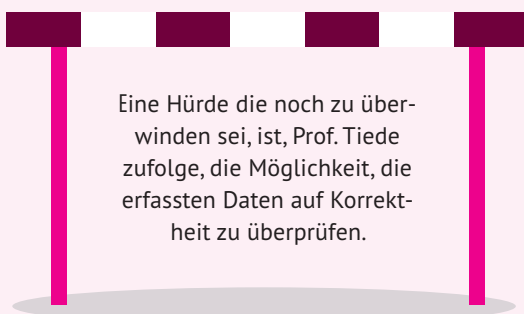 Eine Hürde die noch zu über-
winden sei, ist, Prof. Tiede
zufolge, die Möglichkeit, die
erfassten Daten auf Korrekt-
heit zu überprüfen.